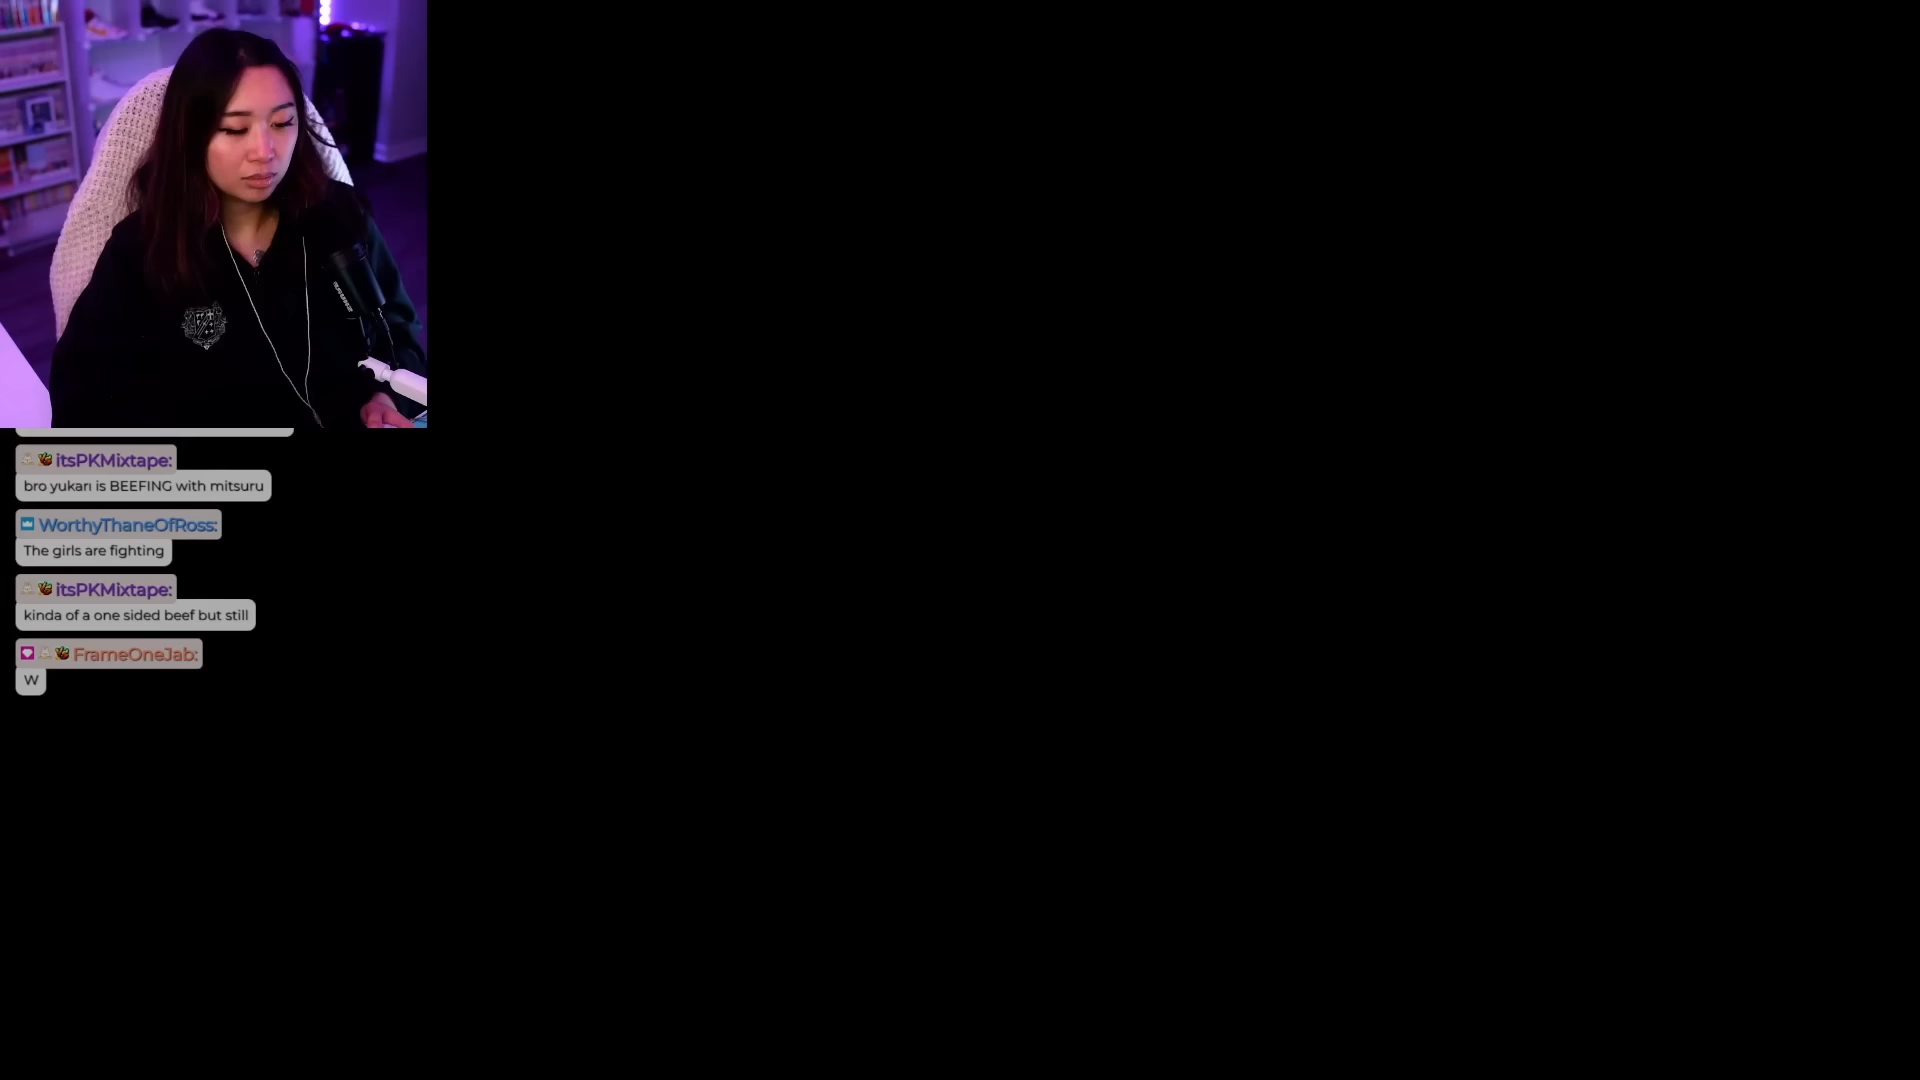 itsPKMixtape:
bro yukari is BEEFING with mitsuru
WorthyThaneOfRoss:
The girls are fighting
itsPKMixtape:
kinda of a one sided beef but still
FrameOneJab:
W